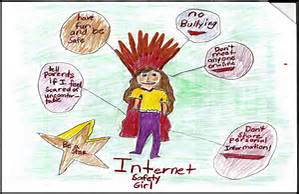 have
fun and
be
Safe
no
Bullying
Don't
meet
anyone
online
tell
Parents
if I feel
Scared or
uncomfor-
table
Don't
Share
personal
Information!
Be a
Star
Internet
Safety
Girl